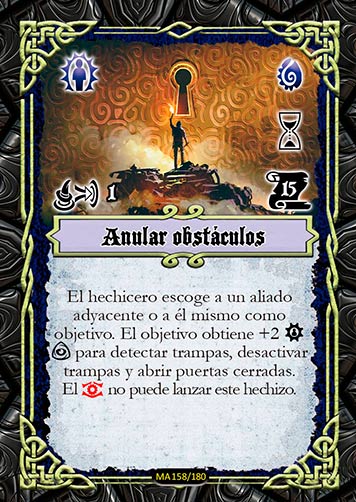 1
15
Anular obstáculos
El hechicero escoge a un aliado
adyacente o a él mismo como
objetivo. El objetivo obtiene +2
para detectar trampas, desactivar
trampas y abrir puertas cerradas.
El no puede lanzar este hechizo.
MA158/180